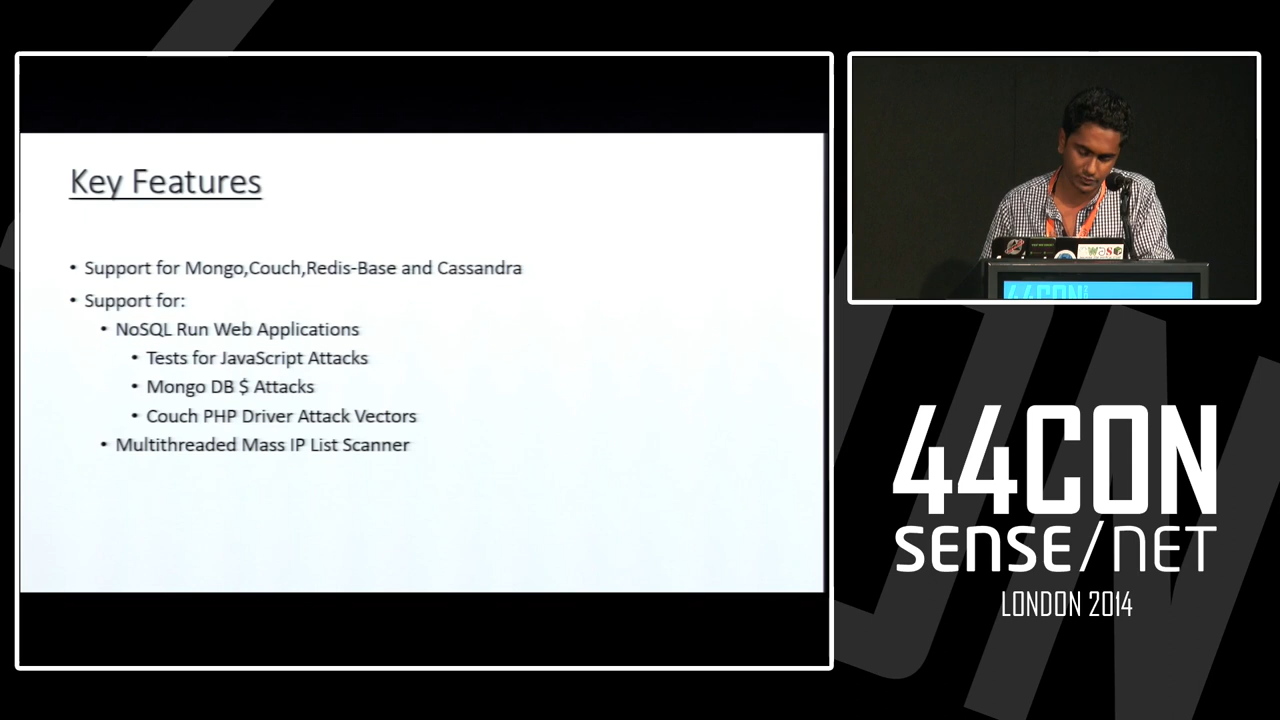 Key Features
• Support for Mongo,Couch,Redis-Base and Cassandra
• Support for:
• NoSQL Run Web Applications
• Tests for JavaScript Attacks
• Mongo DB $ Attacks
• Couch PHP Driver Attack Vectors
• Multithreaded Mass IP List Scanner
44CON
44CON
SENSE/NET
LONDON 2014